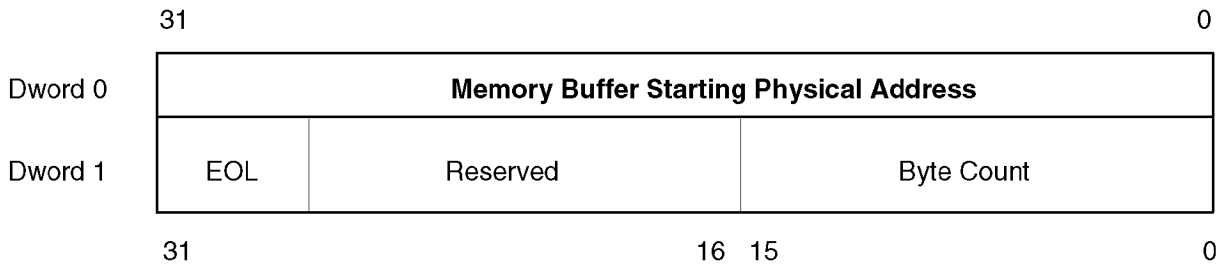 31 0
Dword 0 Memory Buffer Starting Physical Address
Dword 1 EOL Reserved Byte Count
31 16 15 0